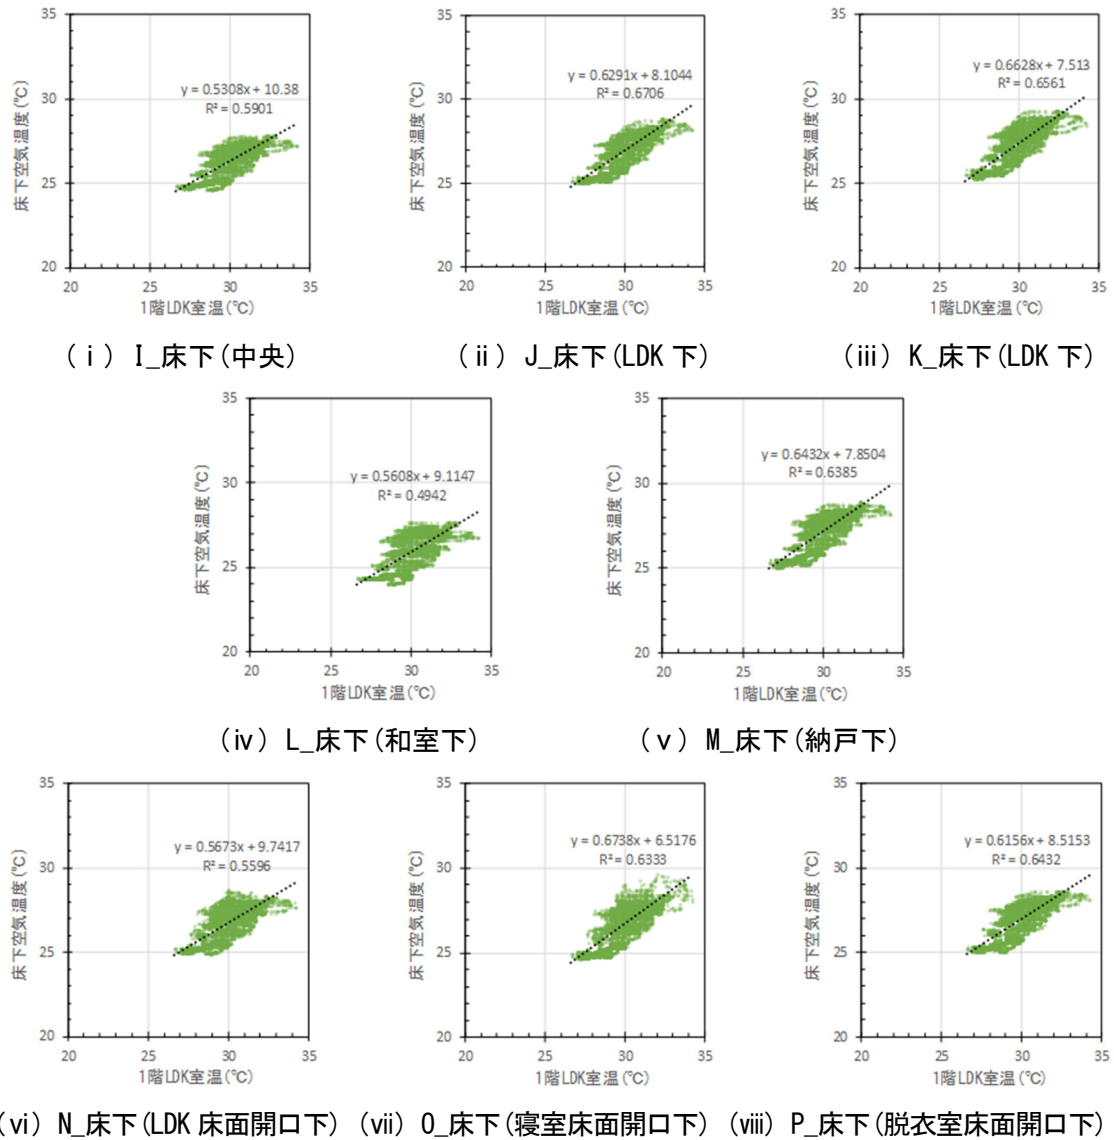 35
30
25
20
床下空気温度(℃)
y = 0.5308x + 10.38
R² = 0.5901
20 25 30 35
1階LDK室温(℃)
(ⅰ) I_床下(中央)
35
30
25
20
床下空気温度(℃)
y = 0.6291x + 8.1044
R² = 0.6706
20 25 30 35
1階LDK室温(℃)
(ⅱ) J_床下(LDK 下)
35
30
25
20
床下空気温度(℃)
y = 0.6628x + 7.513
R² = 0.6561
20 25 30 35
1階LDK室温(℃)
(ⅲ) K_床下(LDK 下)
35
30
25
20
床下空気温度(℃)
y = 0.5608x + 9.1147
R² = 0.4942
20 25 30 35
1階LDK室温(℃)
(ⅳ) L_床下(和室下)
35
30
25
20
床下空気温度(℃)
y = 0.6432x + 7.8504
R² = 0.6385
20 25 30 35
1階LDK室温(℃)
(ⅴ) M_床下(納戸下)
35
30
25
20
床下空気温度(℃)
y = 0.5673x + 9.7417
R² = 0.5596
20 25 30 35
1階LDK室温(℃)
(ⅵ) N_床下(LDK 床面開口下)
35
30
25
20
床下空気温度(℃)
y = 0.6738x + 6.5176
R² = 0.6333
20 25 30 35
1階LDK室温(℃)
(ⅶ) O_床下(寝室床面開口下)
35
30
25
20
床下空気温度(℃)
y = 0.6156x + 8.5153
R² = 0.6432
20 25 30 35
1階LDK室温(℃)
(ⅷ) P_床下(脱衣室床面開口下)